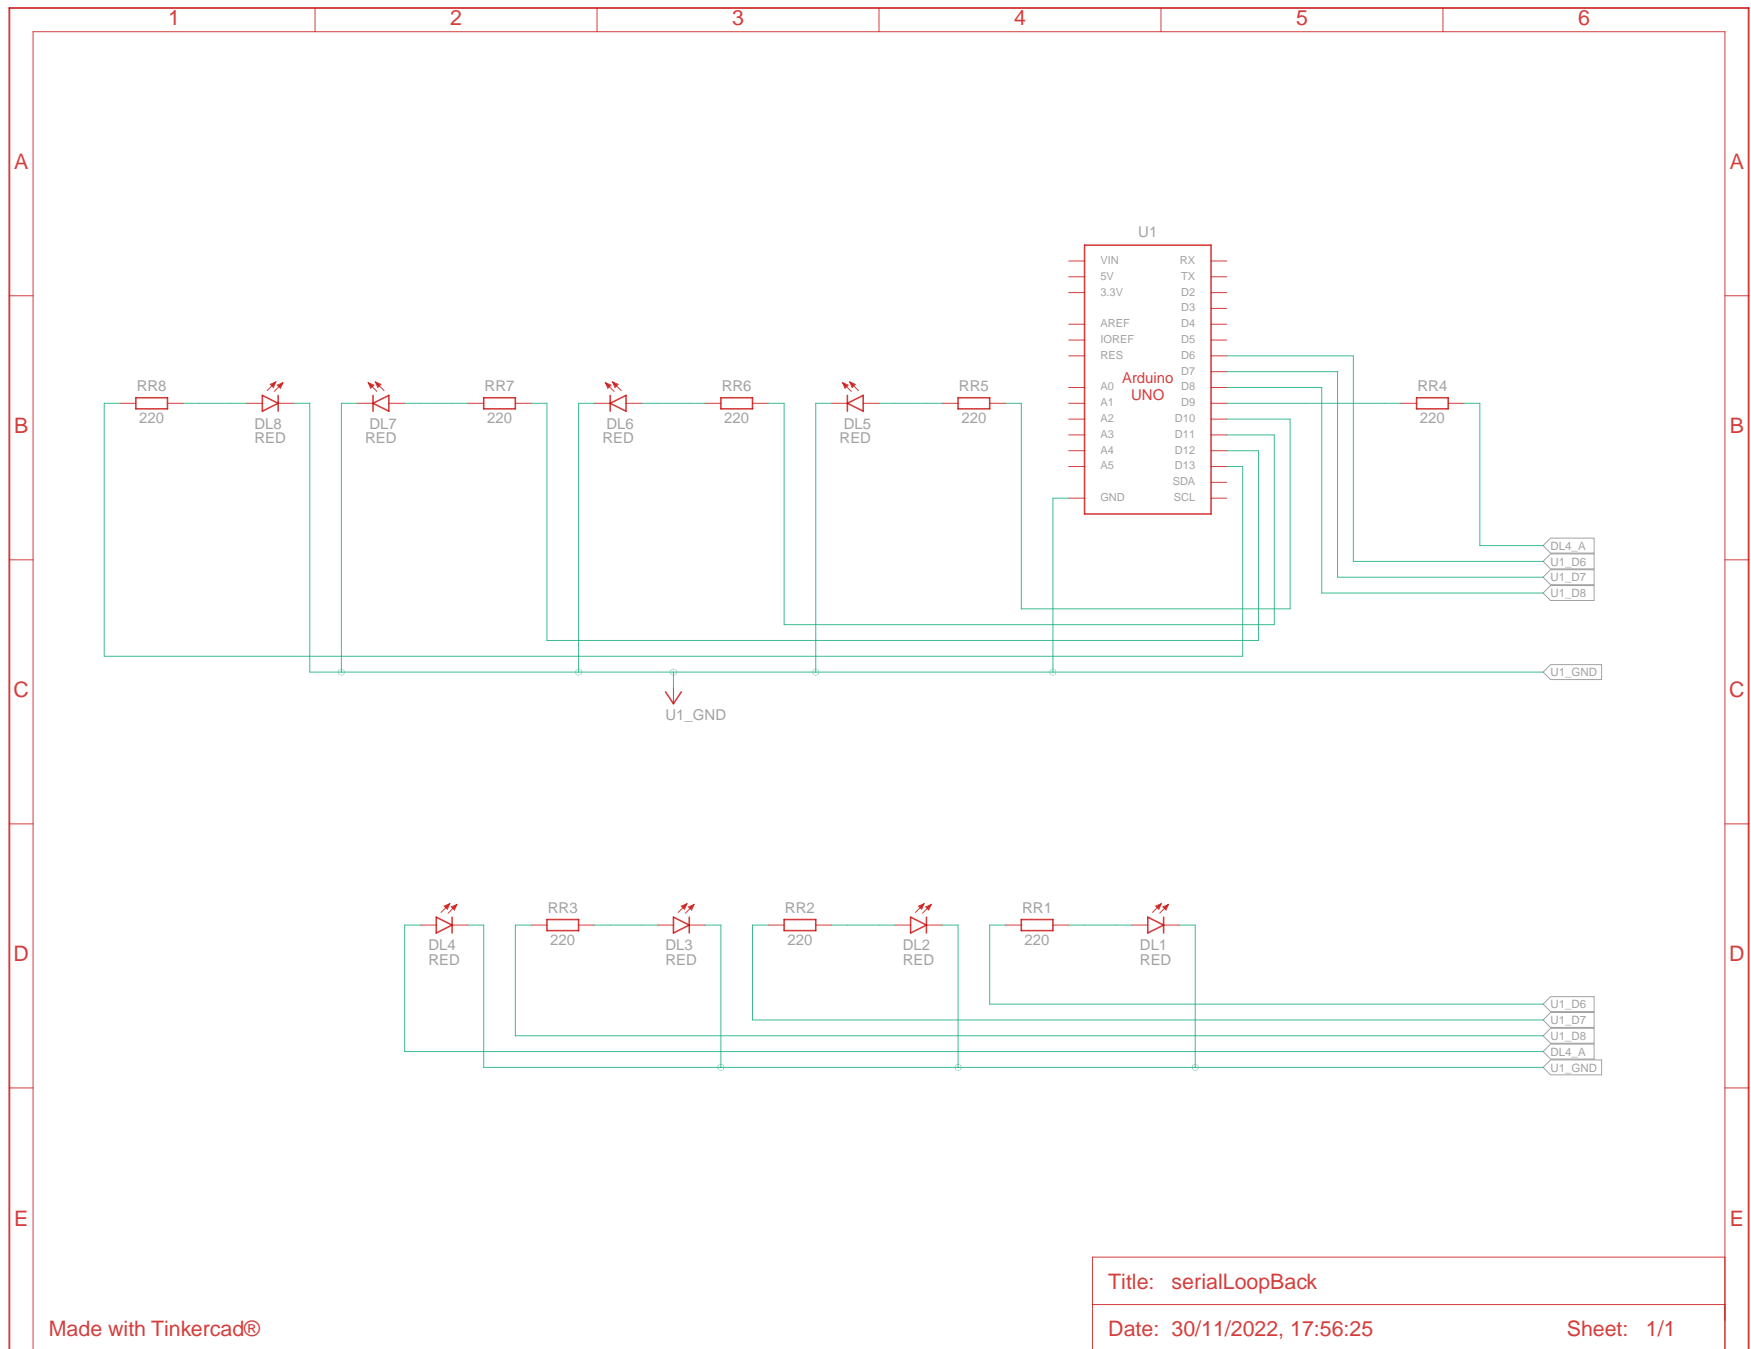 1 2 3 4 5 6
A A
U1
VIN RX
5V TX
3.3V D2
D3
AREF D4
IOREF D5
RES D6
D7
Arduino
UNO
A0 D8
A1 D9
A2 D10
A3 D11
A4 D12
A5 D13
SDA
GND SCL
RR8 RR7 RR6 RR5 RR4
220 DL8 DL7 220 DL6 220 DL5 220 220
RED RED RED RED
B B
DL4_A
U1_D6
U1_D7
U1_D8
U1_GND
C C
U1_GND
RR3 RR2 RR1
DL4 220 DL3 220 DL2 220 DL1
RED RED RED RED
D D
U1_D6
U1_D7
U1_D8
DL4_A
U1_GND
E E
Title: serialLoopBack
Made with Tinkercad® Date: 30/11/2022, 17:56:25 Sheet: 1/1